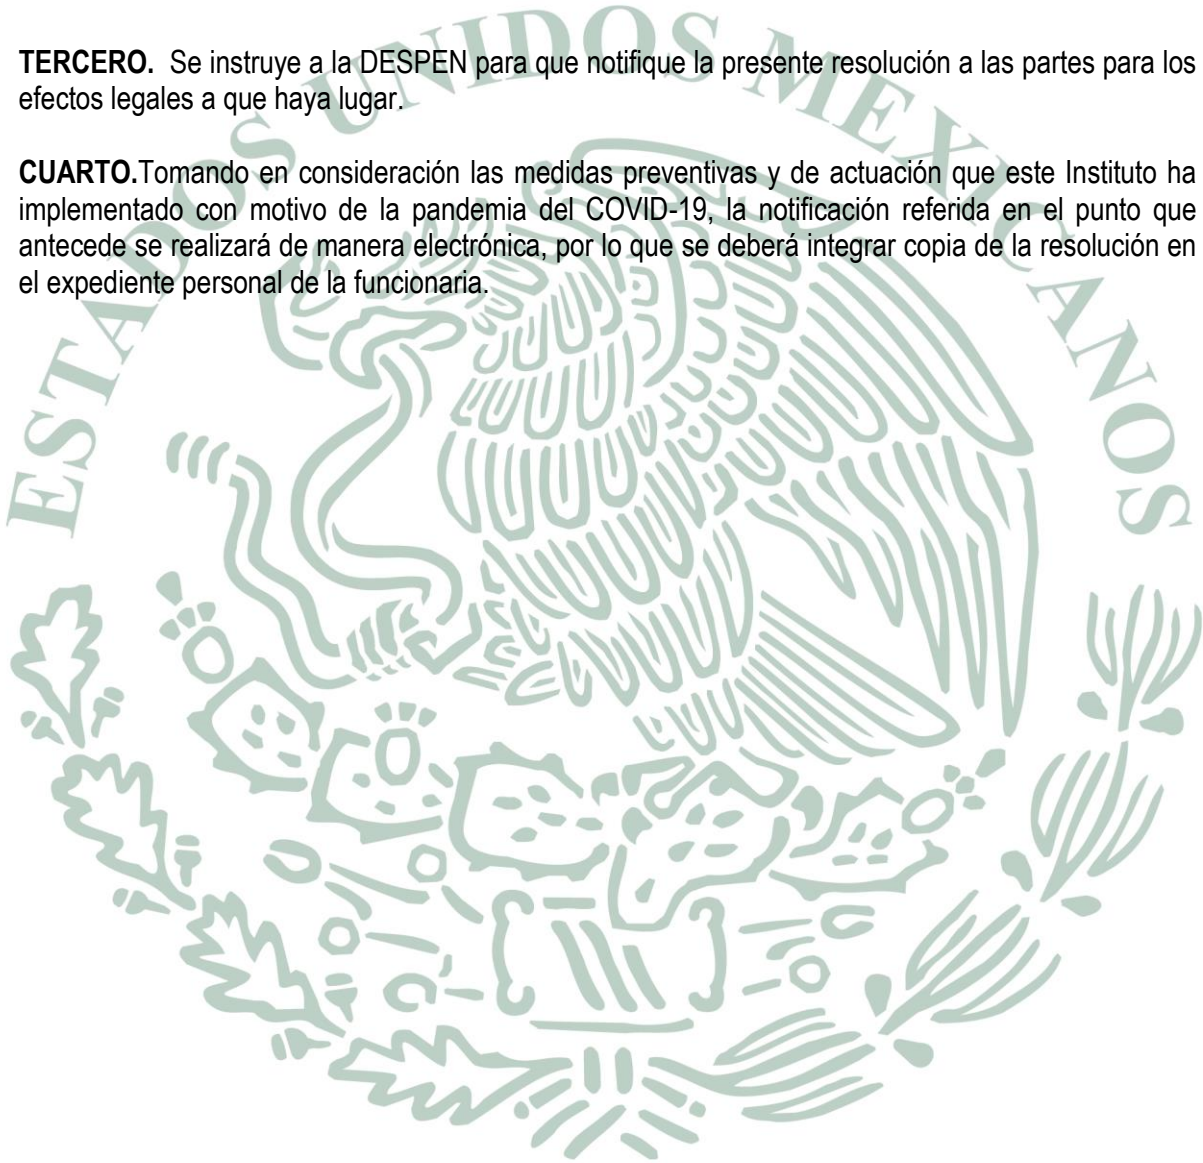 ESTADOS UNIDOS MEXICANOS
TERCERO. Se instruye a la DESPEN para que notifique la presente resolución a las partes para los
efectos legales a que haya lugar.
CUARTO.Tomando en consideración las medidas preventivas y de actuación que este Instituto ha
implementado con motivo de la pandemia del COVID-19, la notificación referida en el punto que
antecede se realizará de manera electrónica, por lo que se deberá integrar copia de la resolución en
el expediente personal de la funcionaria.